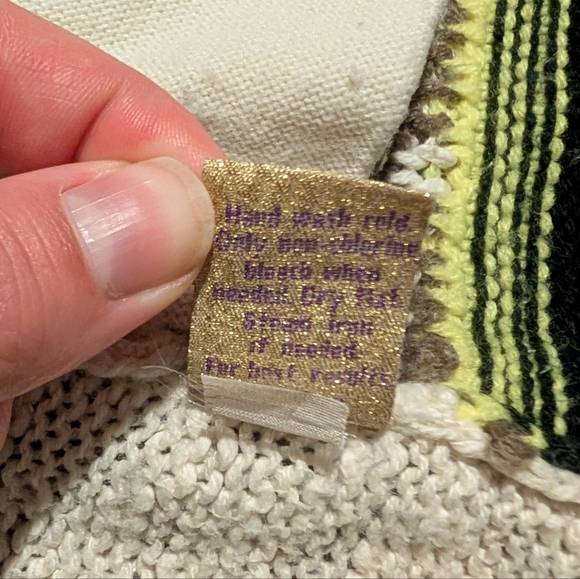 Hand wash cold.
Only non-chlorine
bleach when
needed. Dry flat.
Steam iron
if needed.
For best results.